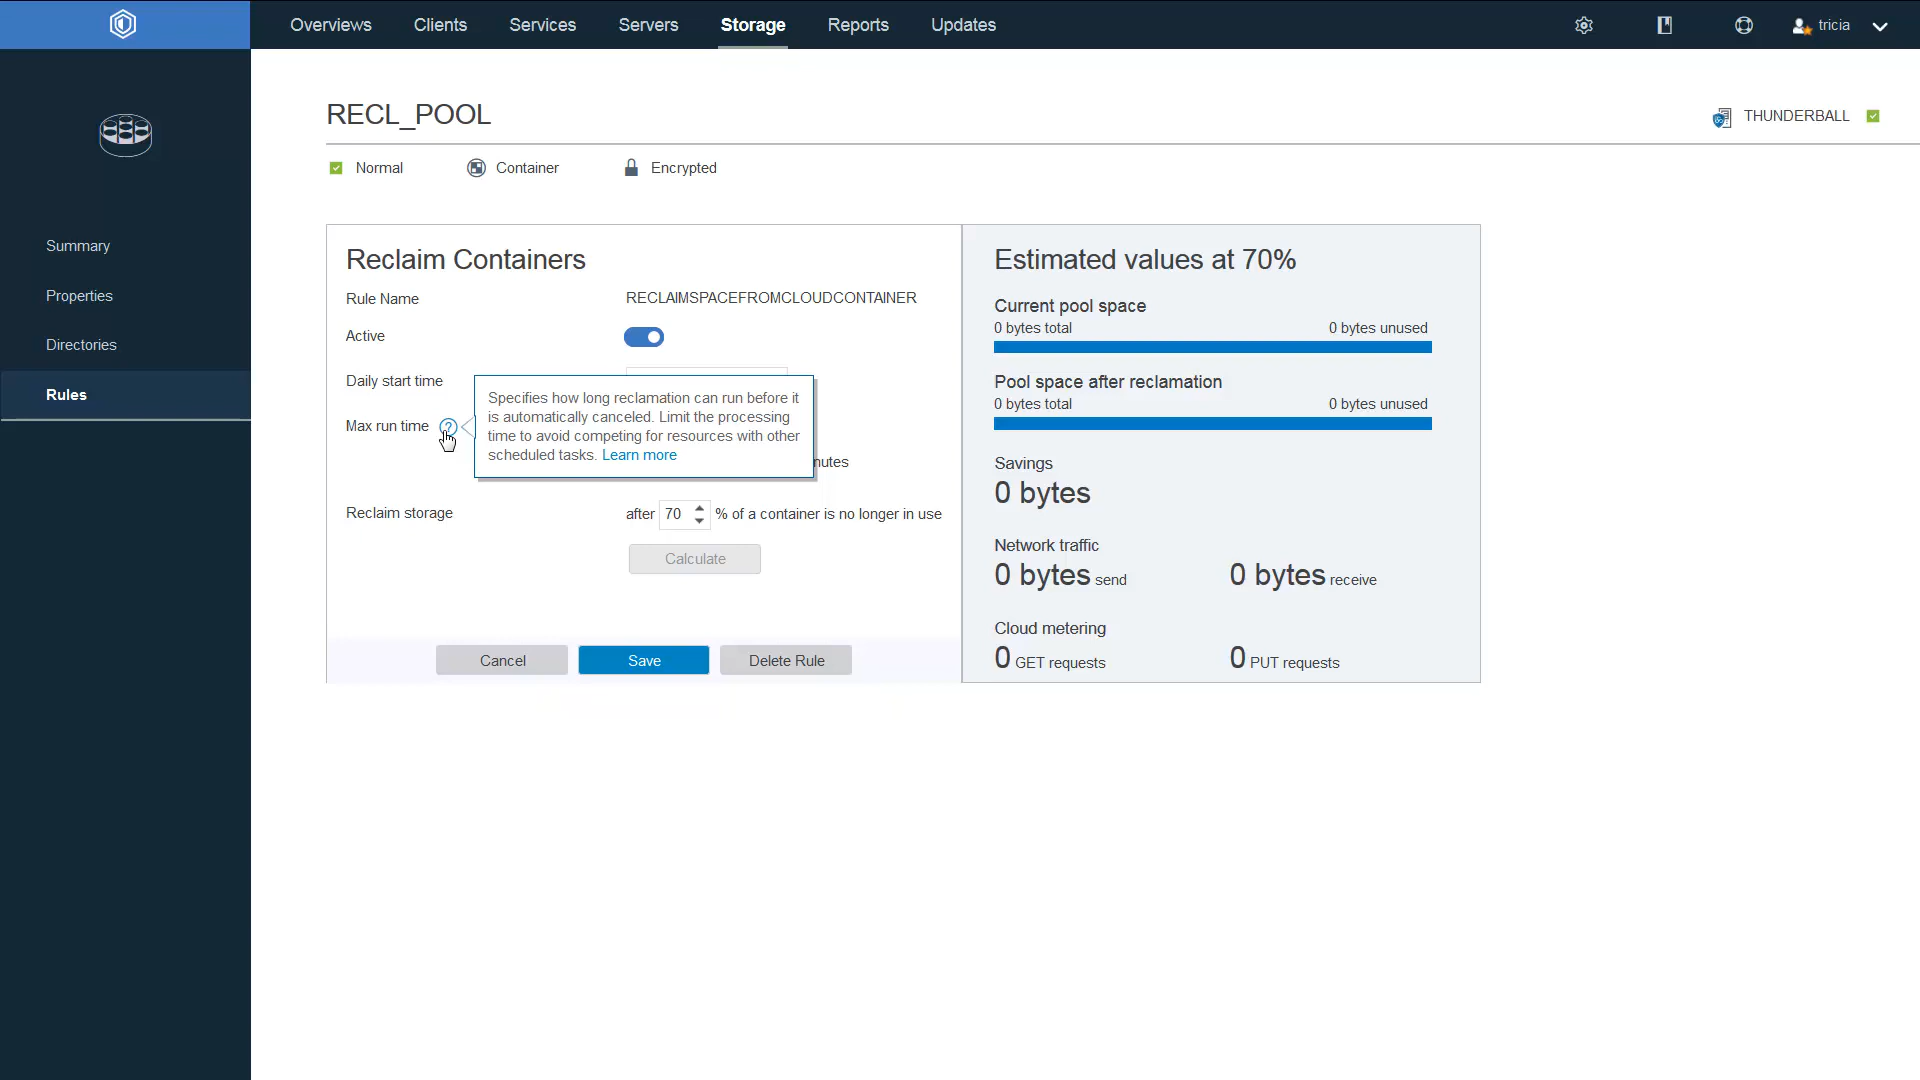 Overviews Clients Services Servers Storage Reports Updates tricia
RECL_POOL
THUNDERBALL
Normal Container Encrypted
Summary
Properties
Directories
Rules
Reclaim Containers
Rule Name RECLAIMSPACEFROMCLOUDCONTAINER
Active
Daily start time
Max run time ?
Specifies how long reclamation can run before it
is automatically canceled. Limit the processing
time to avoid competing for resources with other
scheduled tasks. Learn more
Reclaim storage after 70 % of a container is no longer in use
Calculate
Cancel Save Delete Rule
Estimated values at 70%
Current pool space
0 bytes total 0 bytes unused
Pool space after reclamation
0 bytes total 0 bytes unused
Savings
0 bytes
Network traffic
0 bytes send 0 bytes receive
Cloud metering
0 GET requests 0 PUT requests